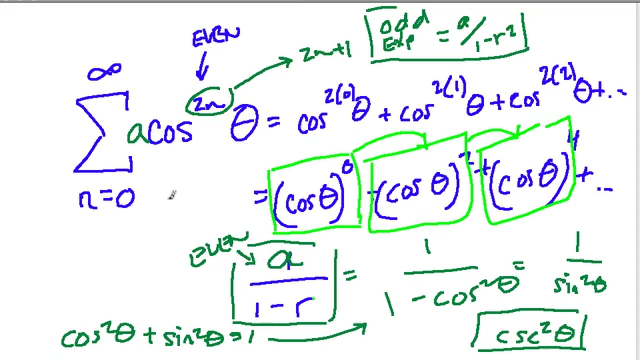 EVEN → 2n+1 odd Exp = a/1-r²
∞
∑ a cos^2n θ = cos^2(0) θ + cos^2(1) θ + cos^2(2) θ + ...
n=0 = (cos θ)^0 + (cos θ)^2 + (cos θ)^4 + ...
EVEN a/1-r = 1/1-cos²θ = 1/sin²θ
cos²θ + sin²θ = 1 → csc²θ